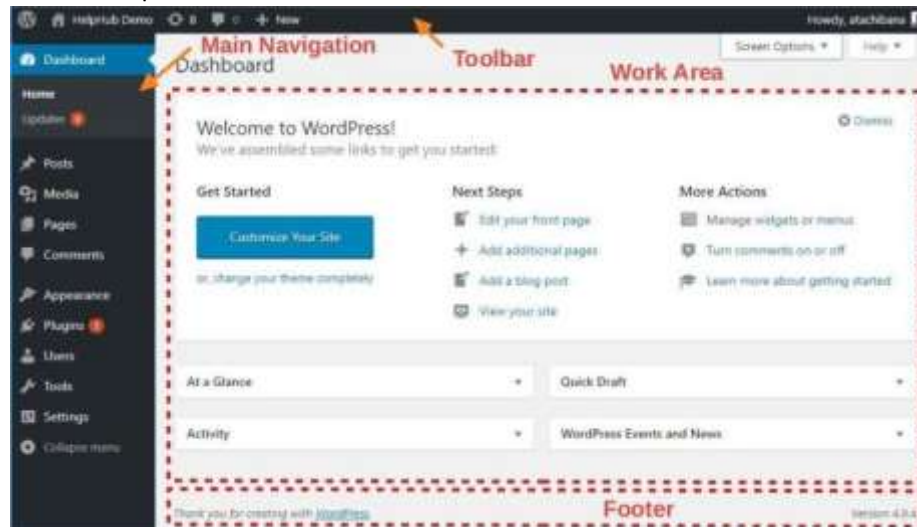 HelpHub Demo 8 0 + New Howdy, atachibana
Main Navigation
Toolbar
Work Area
Screen Options Help
Dashboard
Dashboard
Home
Updates
Welcome to WordPress!
Dismiss
We've assembled some links to get you started:
Posts
Media
Pages
Comments
Appearance
Plugins
Users
Tools
Settings
Collapse menu
Get Started
Customize Your Site
or, change your theme completely
Next Steps
Edit your front page
+ Add additional pages
Add a blog post
View your site
More Actions
Manage widgets or menus
Turn comments on or off
Learn more about getting started
At a Glance
Quick Draft
Activity
WordPress Events and News
Thank you for creating with WordPress.
Footer